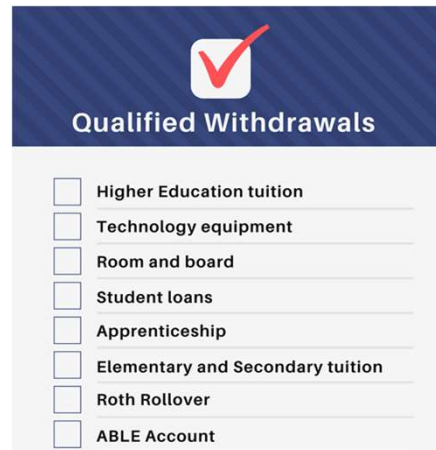 Qualified Withdrawals
Higher Education tuition
Technology equipment
Room and board
Student loans
Apprenticeship
Elementary and Secondary tuition
Roth Rollover
ABLE Account